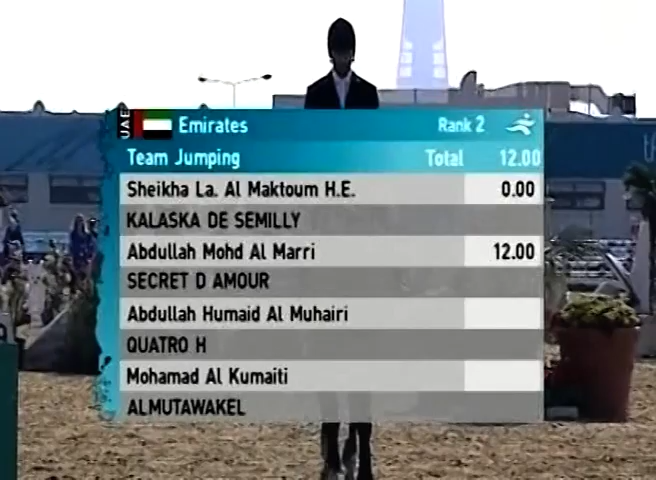 UAE Emirates Rank 2
Team Jumping Total 12.00
Sheikha La. Al Maktoum H.E. 0.00
KALASKA DE SEMILLY
Abdullah Mohd Al Marri 12.00
SECRET D AMOUR
Abdullah Humaid Al Muhairi
QUATRO H
Mohamad Al Kumaiti
ALMUTAWAKEL